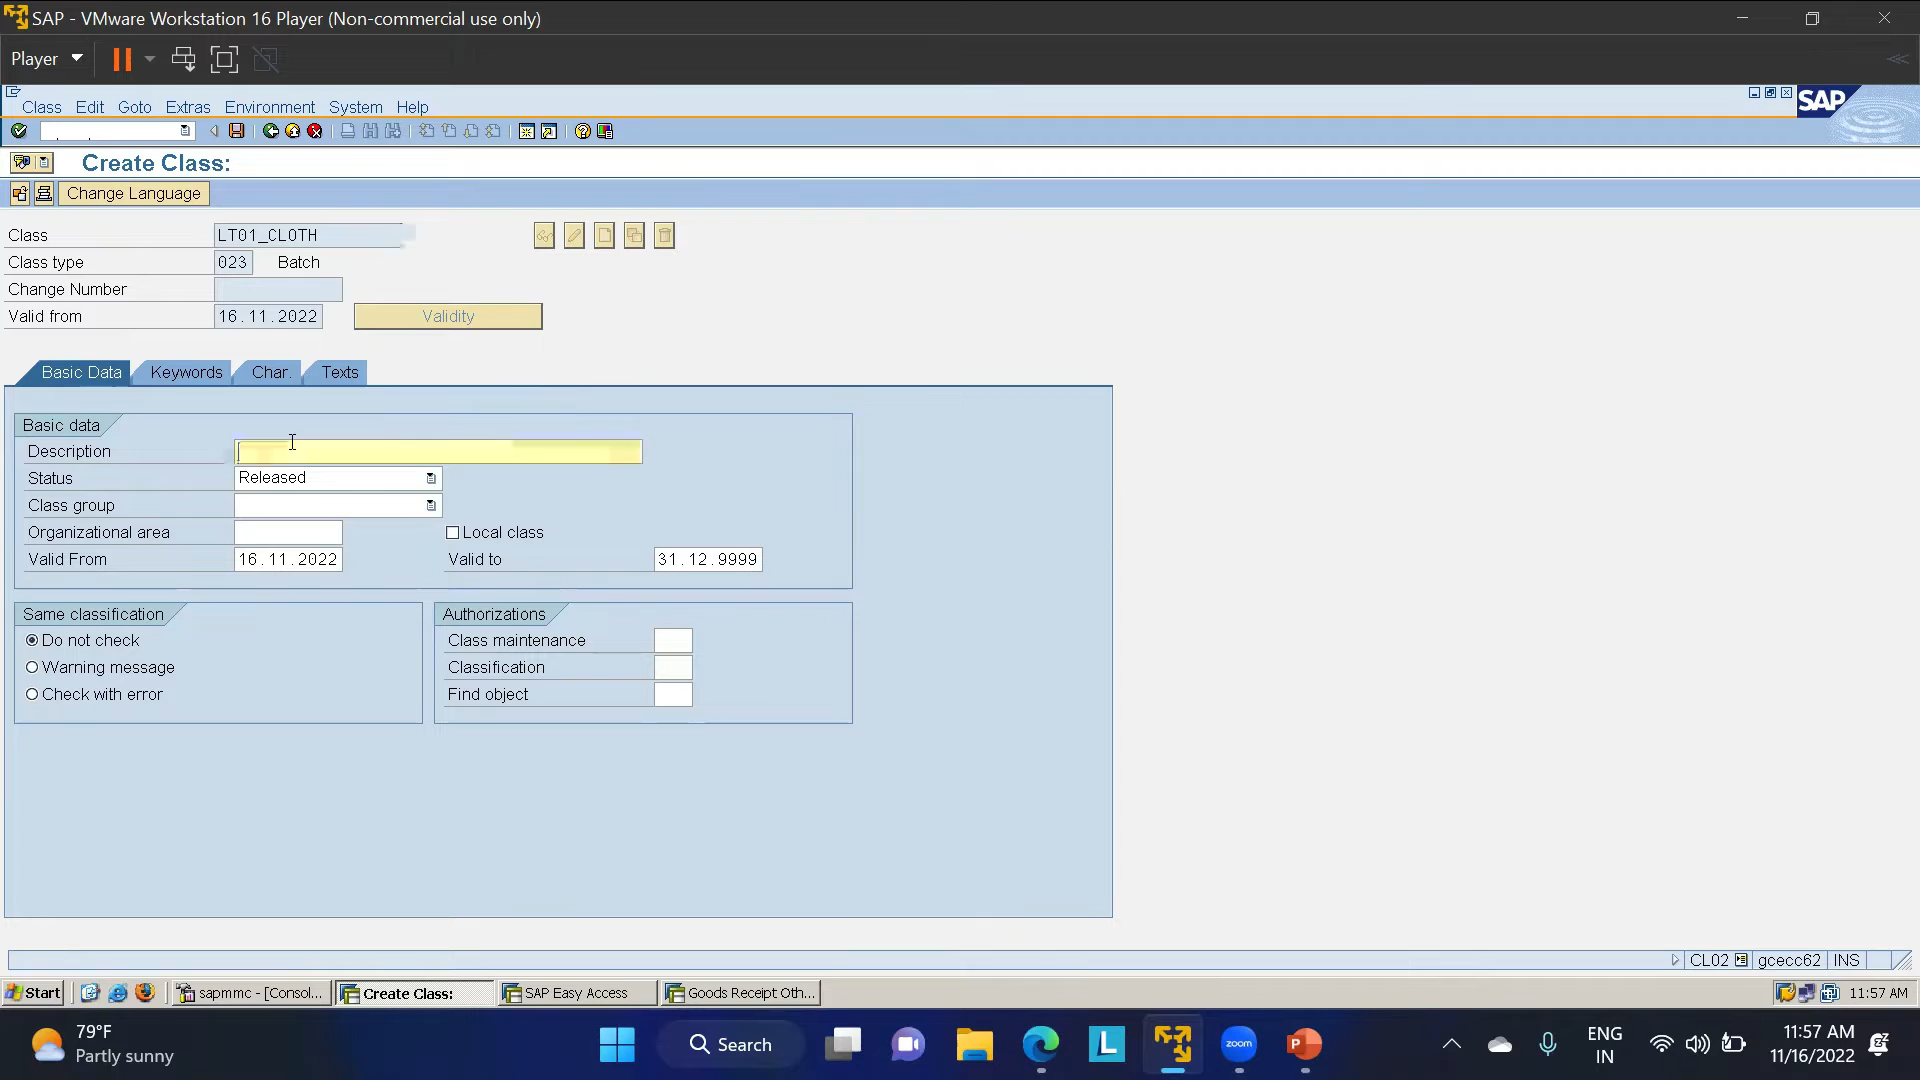 SAP - VMware Workstation 16 Player (Non-commercial use only)
Player
Class Edit Goto Extras Environment System Help
SAP
Create Class:
Change Language
Class LT01_CLOTH
Class type 023 Batch
Change Number
Valid from 16.11.2022 Validity
Basic Data Keywords Char. Texts
Basic data
Description
Status Released
Class group
Organizational area Local class
Valid From 16.11.2022 Valid to 31.12.9999
Same classification Authorizations
Do not check Class maintenance
Warning message Classification
Check with error Find object
CL02 gcecc62 INS
Start sapmmc - [Consol... Create Class: SAP Easy Access Goods Receipt Oth... 11:57 AM
79°F
Partly sunny
Search
L
zoom
P
ENG
IN
11:57 AM
11/16/2022